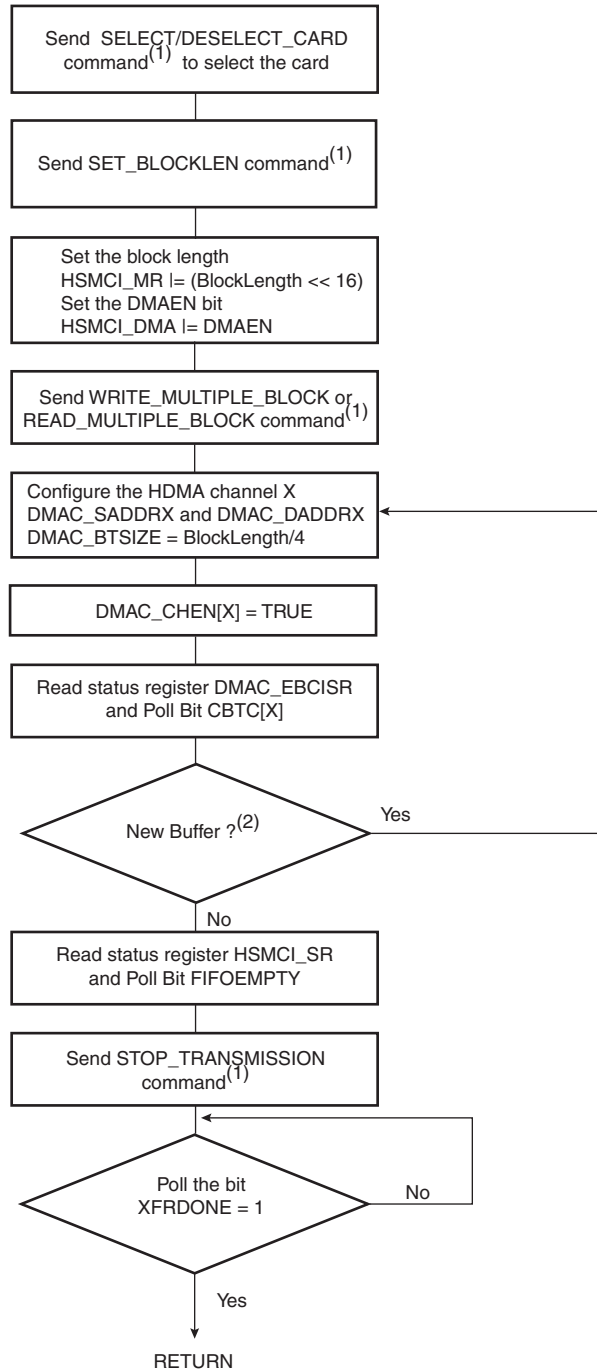 Send SELECT/DESELECT_CARD
command(1) to select the card
Send SET_BLOCKLEN command(1)
Set the block length
HSMCI_MR |= (BlockLength << 16)
Set the DMAEN bit
HSMCI_DMA |= DMAEN
Send WRITE_MULTIPLE_BLOCK or
READ_MULTIPLE_BLOCK command(1)
Configure the HDMA channel X
DMAC_SADDRX and DMAC_DADDRX
DMAC_BTSIZE = BlockLength/4
DMAC_CHEN[X] = TRUE
Read status register DMAC_EBCISR
and Poll Bit CBTC[X]
New Buffer ?(2)
Yes
No
Read status register HSMCI_SR
and Poll Bit FIFOEMPTY
Send STOP_TRANSMISSION
command(1)
Poll the bit
XFRDONE = 1
No
Yes
RETURN